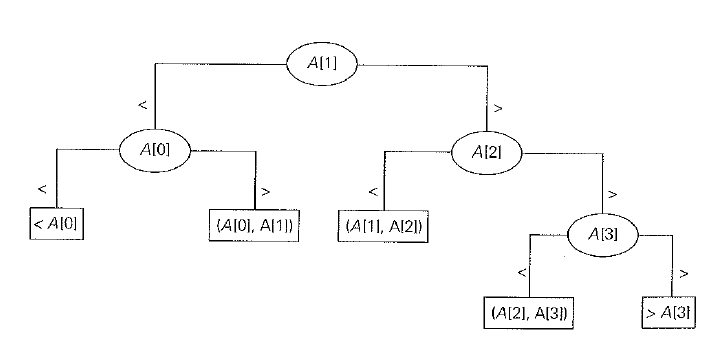 A[1]
<
>
A[0]
A[2]
<
>
<
>
< A[0]
(A[0], A[1])
(A[1], A[2])
A[3]
<
>
(A[2], A[3])
> A[3]